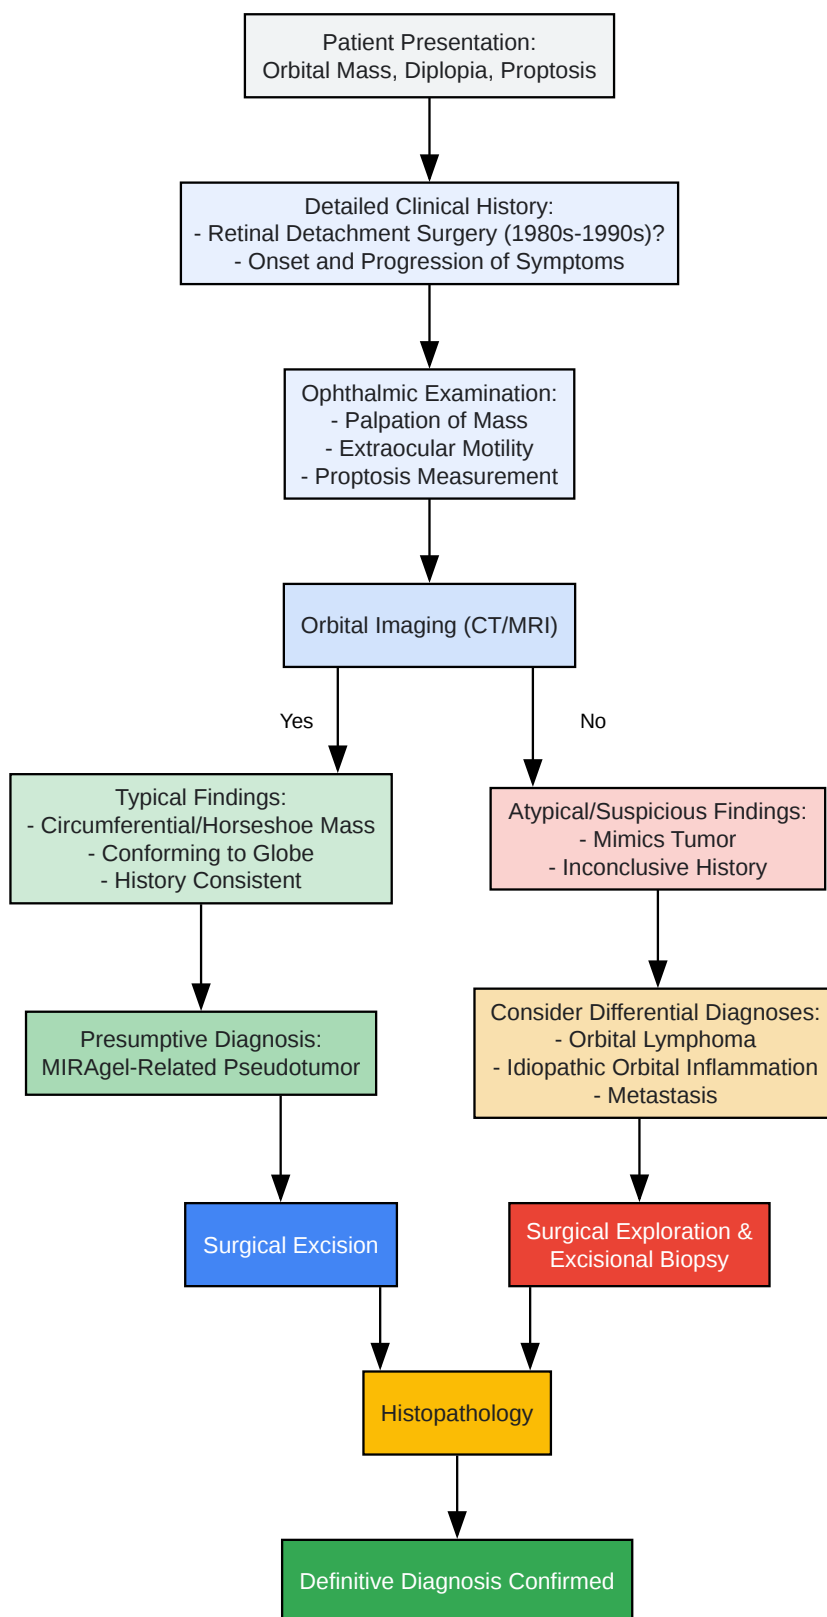 Patient Presentation:
Orbital Mass, Diplopia, Proptosis
Detailed Clinical History:
- Retinal Detachment Surgery (1980s-1990s)?
- Onset and Progression of Symptoms
Ophthalmic Examination:
- Palpation of Mass
- Extraocular Motility
- Proptosis Measurement
Orbital Imaging (CT/MRI)
Yes
No
Typical Findings:
- Circumferential/Horseshoe Mass
- Conforming to Globe
- History Consistent
Atypical/Suspicious Findings:
- Mimics Tumor
- Inconclusive History
Presumptive Diagnosis:
MIRAgel-Related Pseudotumor
Consider Differential Diagnoses:
- Orbital Lymphoma
- Idiopathic Orbital Inflammation
- Metastasis
Surgical Excision
Surgical Exploration &
Excisional Biopsy
Histopathology
Definitive Diagnosis Confirmed